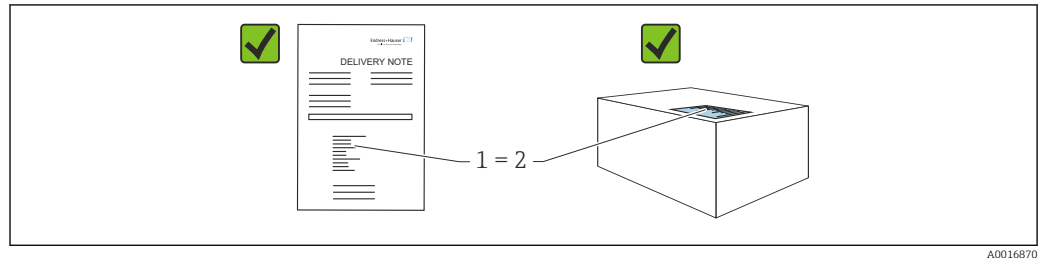 Endress+Hauser
DELIVERY NOTE
1 = 2
A0016870